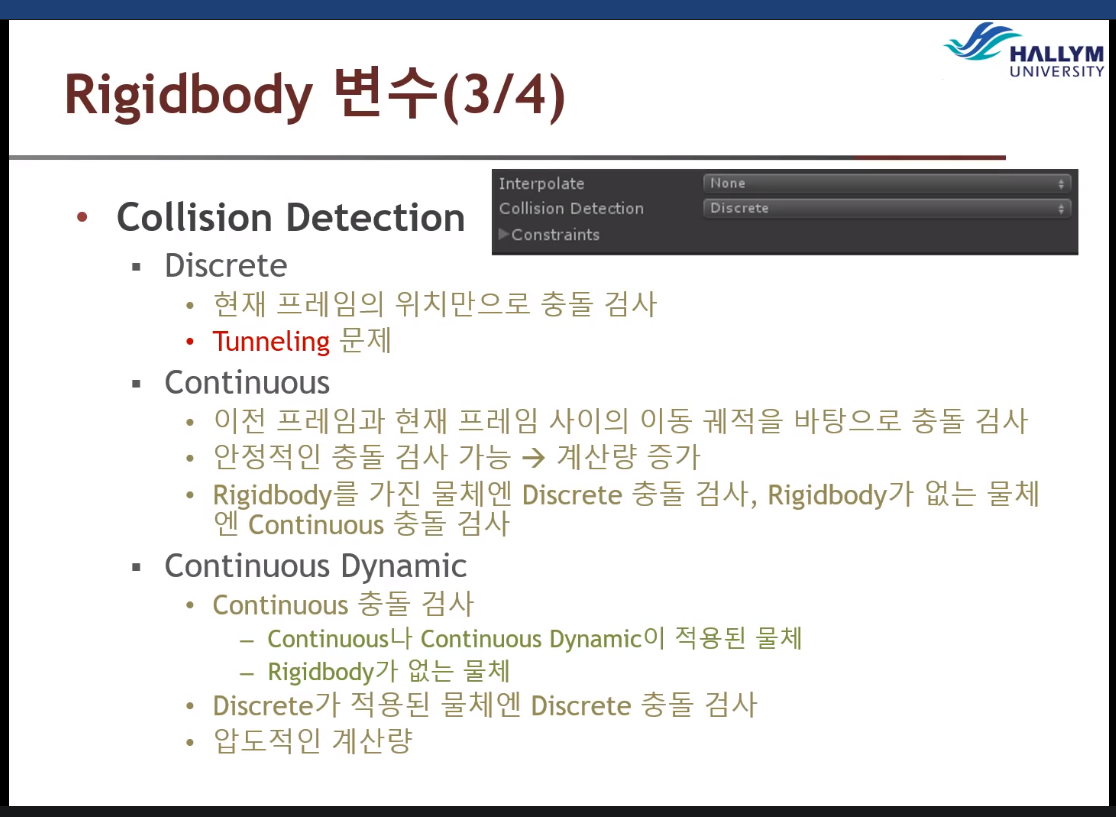 HALLYM
UNIVERSITY
Rigidbody 변수(3/4)
Interpolate None
Collision Detection Discrete
Constraints
• Collision Detection
▪ Discrete
• 현재 프레임의 위치만으로 충돌 검사
• Tunneling 문제
▪ Continuous
• 이전 프레임과 현재 프레임 사이의 이동 궤적을 바탕으로 충돌 검사
• 안정적인 충돌 검사 가능 → 계산량 증가
• Rigidbody를 가진 물체엔 Discrete 충돌 검사, Rigidbody가 없는 물체
엔 Continuous 충돌 검사
▪ Continuous Dynamic
• Continuous 충돌 검사
– Continuous나 Continuous Dynamic이 적용된 물체
– Rigidbody가 없는 물체
• Discrete가 적용된 물체엔 Discrete 충돌 검사
• 압도적인 계산량